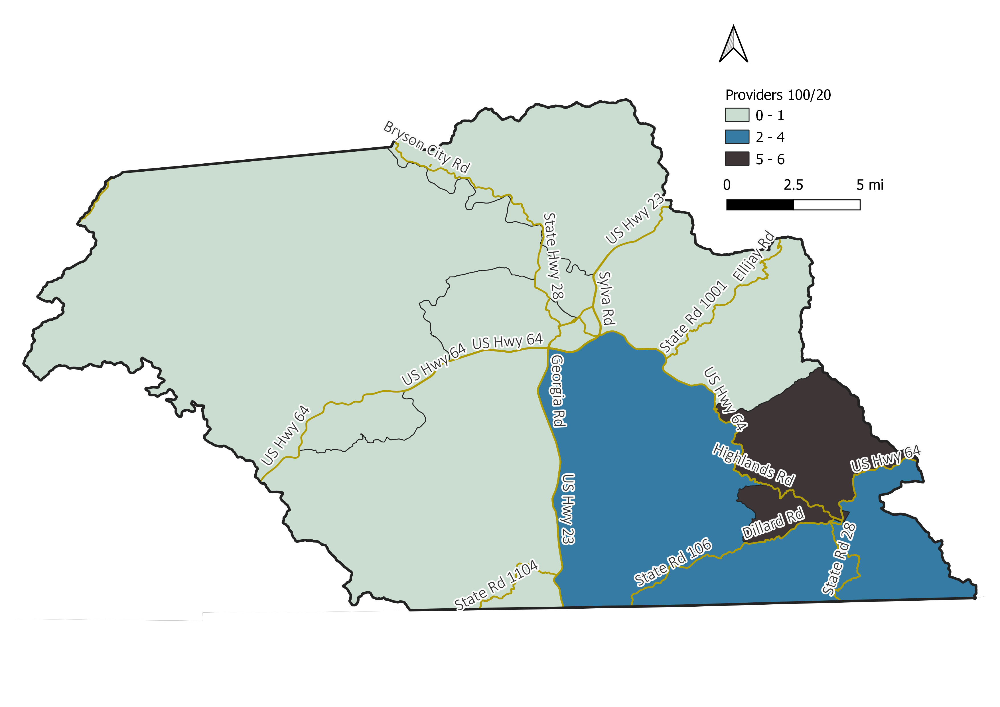 Providers 100/20
0 - 1
2 - 4
5 - 6
0 2.5 5 mi
Bryson City Rd
State Hwy 28
US Hwy 23
Sylva Rd
Ellijay Rd
State Rd 1001
US Hwy 64
US Hwy 64
US Hwy 64
Georgia Rd
US Hwy 64
Highlands Rd
US Hwy 64
US Hwy 23
Dillard Rd
State Rd 28
State Rd 106
State Rd 1104